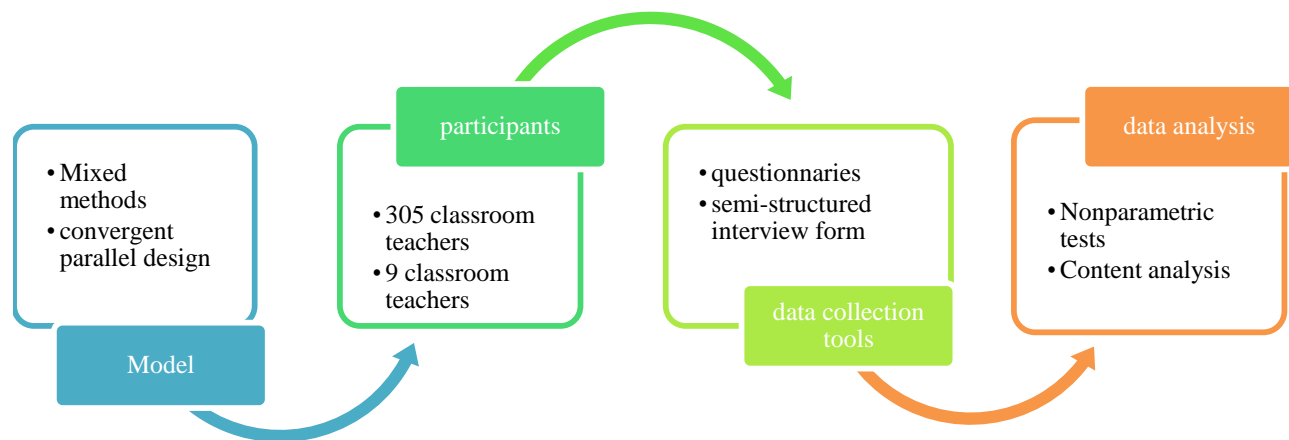 • Mixed
methods
• convergent
parallel design
Model
participants
• 305 classroom
teachers
• 9 classroom
teachers
• questionnaries
• semi-structured
interview form
data collection
tools
data analysis
• Nonparametric
tests
• Content analysis